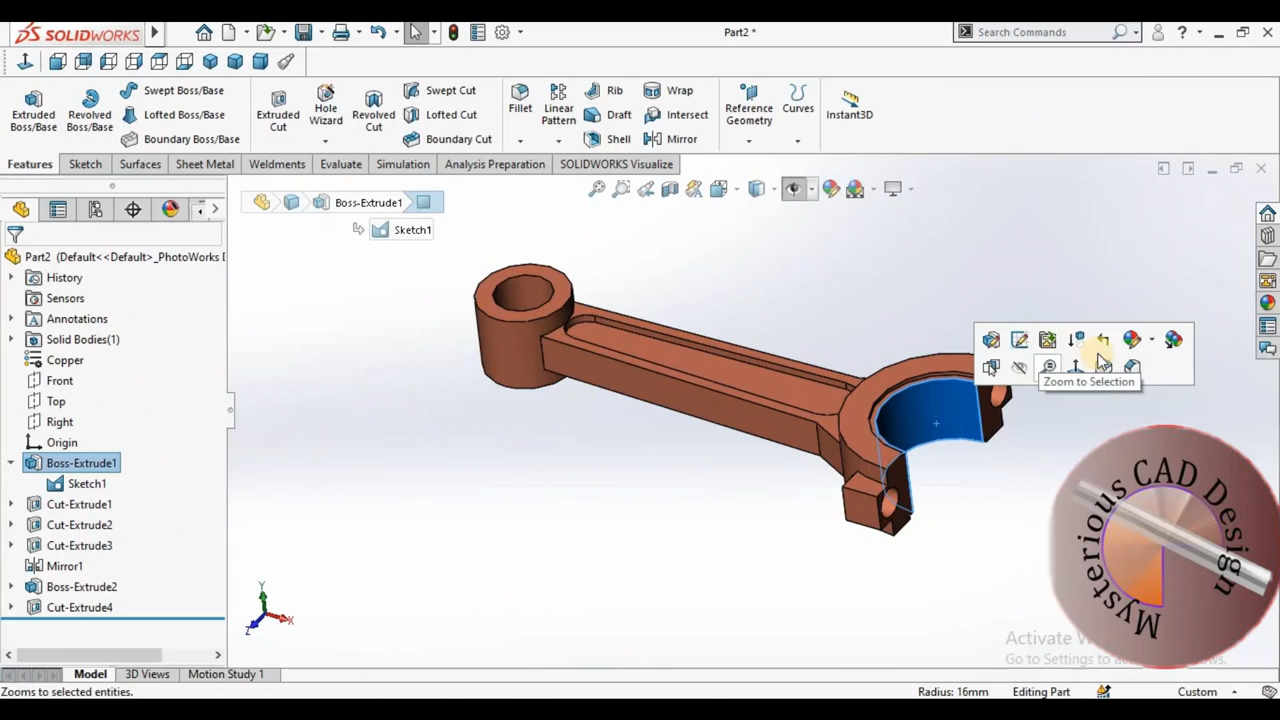 SOLIDWORKS
Part2 *
Search Commands
Extruded Boss/Base
Revolved Boss/Base
Swept Boss/Base
Lofted Boss/Base
Boundary Boss/Base
Extruded Cut
Hole Wizard
Revolved Cut
Swept Cut
Lofted Cut
Boundary Cut
Fillet
Linear Pattern
Rib
Draft
Shell
Wrap
Intersect
Mirror
Reference Geometry
Curves
Instant3D
Features
Sketch
Surfaces
Sheet Metal
Weldments
Evaluate
Simulation
Analysis Preparation
SOLIDWORKS Visualize
Boss-Extrude1
Sketch1
Part2 (Default<<Default>_PhotoWorks D
History
Sensors
Annotations
Solid Bodies(1)
Copper
Front
Top
Right
Origin
Boss-Extrude1
Sketch1
Cut-Extrude1
Cut-Extrude2
Cut-Extrude3
Mirror1
Boss-Extrude2
Cut-Extrude4
Zoom to Selection
Mysterious CAD Design
Y
X
Z
Activate W
Go to Settings to
Model
3D Views
Motion Study 1
Zooms to selected entities.
Radius: 16mm
Editing Part
Custom